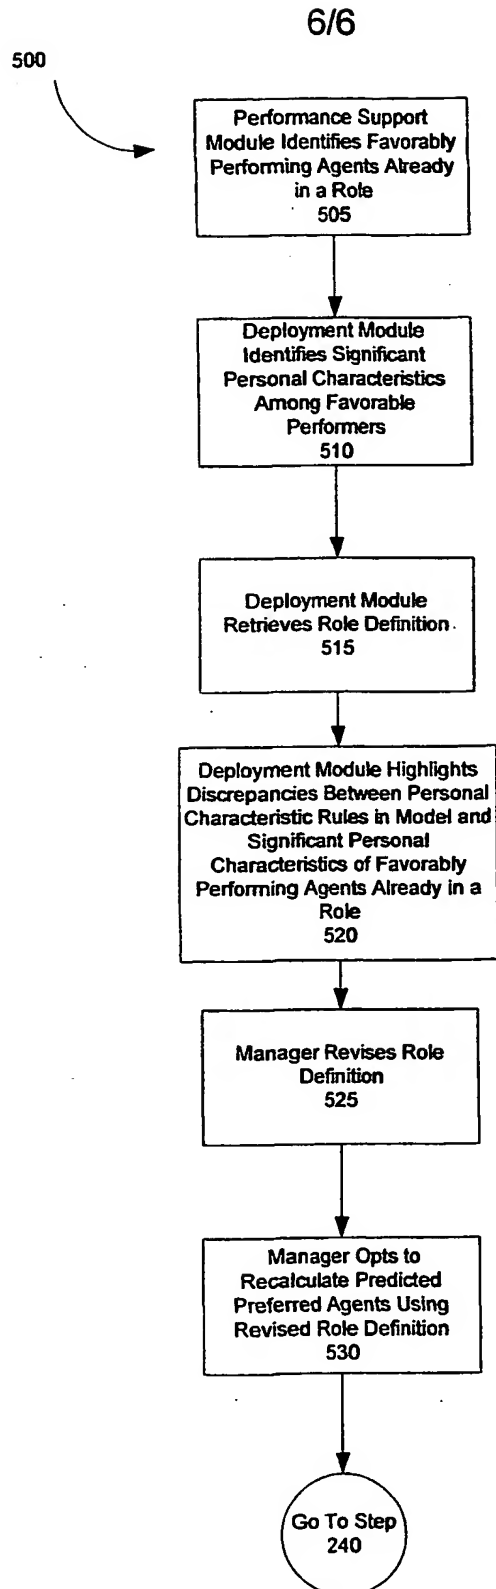 6/6
500
Performance Support
Module Identifies Favorably
Performing Agents Already
in a Role
505
Deployment Module
Identifies Significant
Personal Characteristics
Among Favorable
Performers
510
Deployment Module
Retrieves Role Definition
515
Deployment Module Highlights
Discrepancies Between Personal
Characteristic Rules in Model and
Significant Personal
Characteristics of Favorably
Performing Agents Already in a
Role
520
Manager Revises Role
Definition
525
Manager Opts to
Recalculate Predicted
Preferred Agents Using
Revised Role Definition
530
Go To Step
240